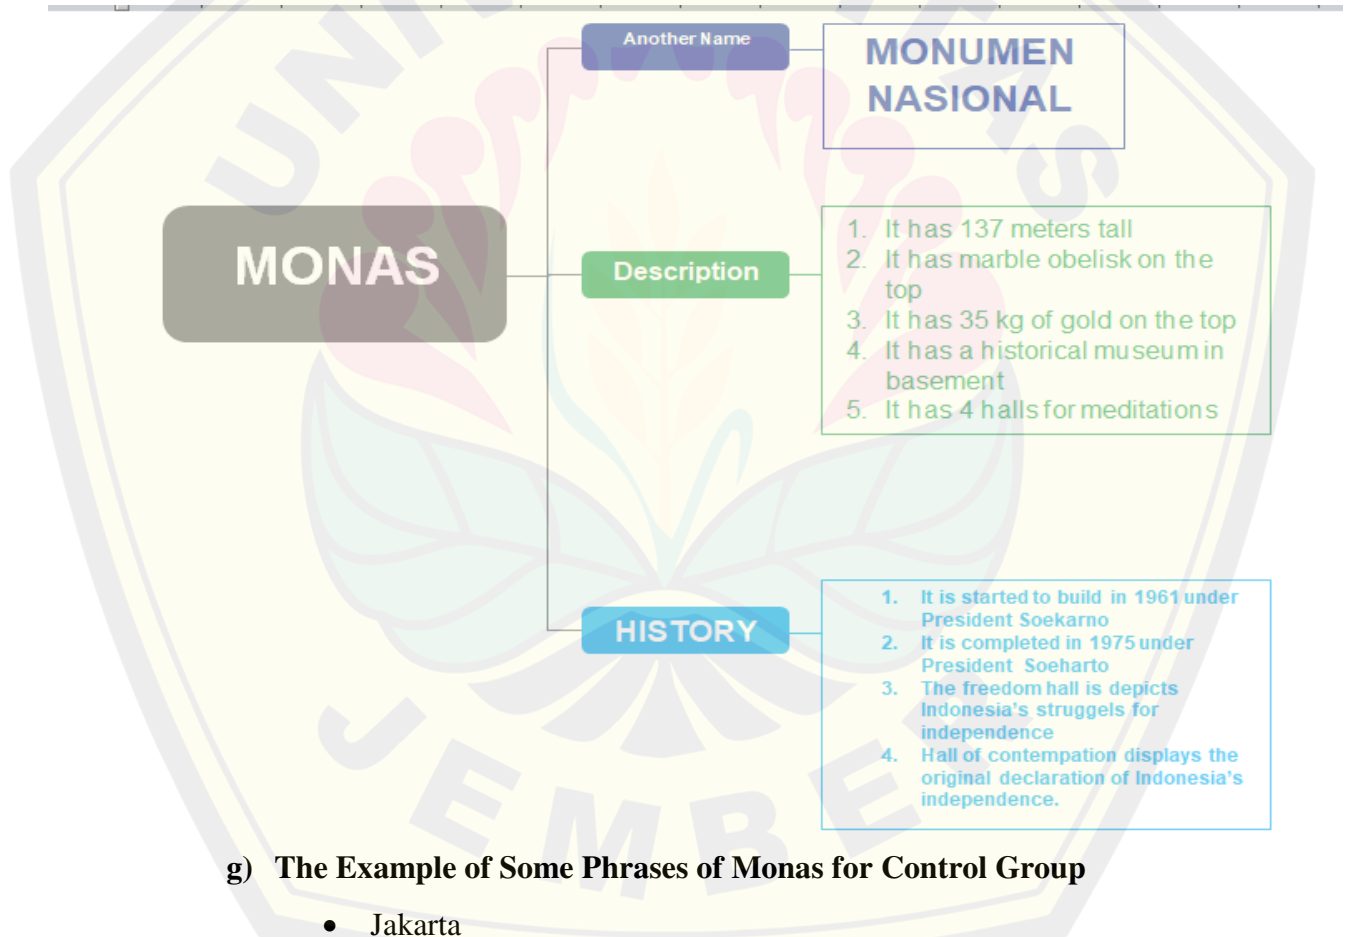 Another Name
MONUMEN
NASIONAL
MONAS
Description
1. It has 137 meters tall
2. It has marble obelisk on the
top
3. It has 35 kg of gold on the top
4. It has a historical museum in
basement
5. It has 4 halls for meditations
HISTORY
1. It is started to build in 1961 under
President Soekarno
2. It is completed in 1975 under
President Soeharto
3. The freedom hall is depicts
Indonesia's struggels for
independence
4. Hall of contempation displays the
original declaration of Indonesia's
independence.
g) The Example of Some Phrases of Monas for Control Group
• Jakarta
JEMBER